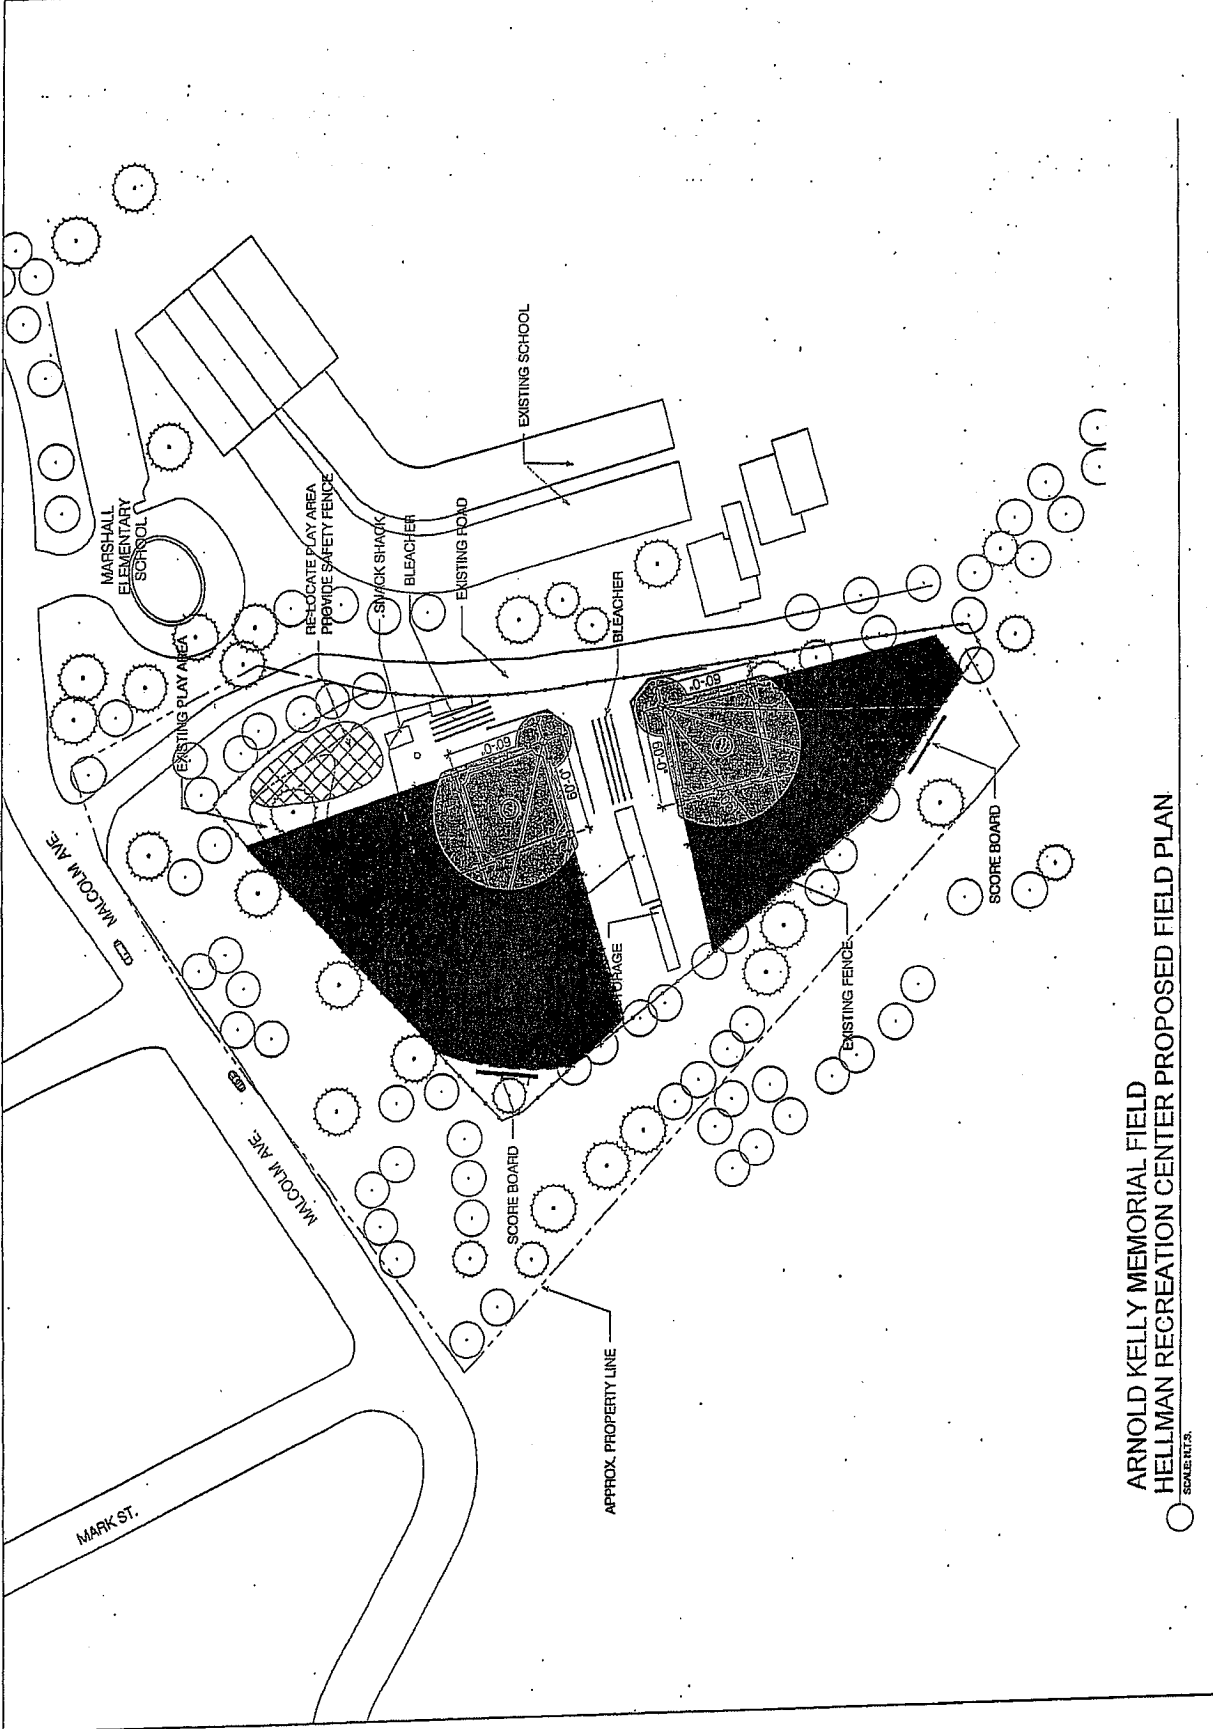 MARSHALL
ELEMENTARY
SCHOOL
EXISTING PLAY AREA
RE-LOCATE PLAY AREA
PROVIDE SAFETY FENCE
SNACK SHACK
BLEACHER
EXISTING ROAD
EXISTING SCHOOL
BLEACHER
MALCOLM AVE.
MALCOLM AVE.
MARK ST.
60'-0"
60'-0"
60'-0"
60'-0"
STORAGE
SCORE BOARD
SCORE BOARD
EXISTING FENCE
APPROX. PROPERTY LINE
ARNOLD KELLY MEMORIAL FIELD
HELLMAN RECREATION CENTER PROPOSED FIELD PLAN
SCALE: N.T.S.